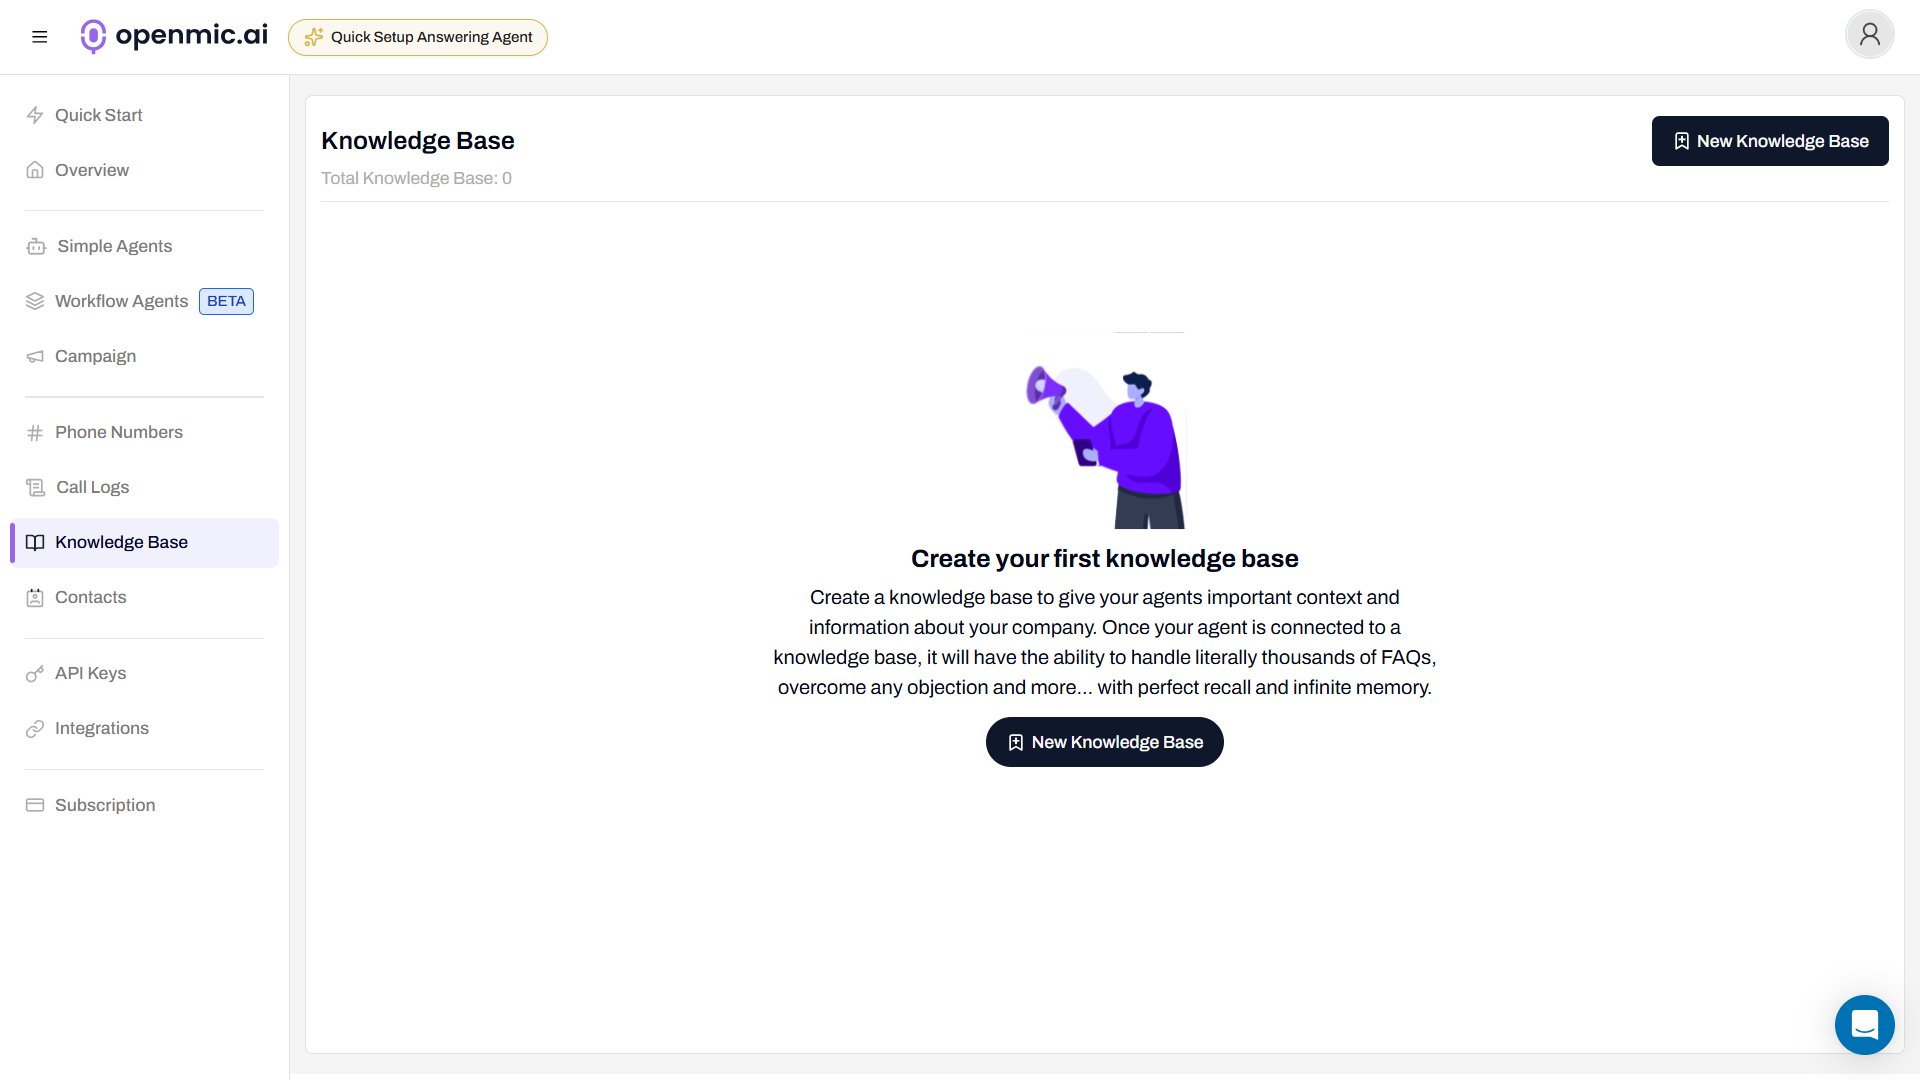 openmic.ai
Quick Setup Answering Agent
Quick Start
Overview
Simple Agents
Workflow Agents BETA
Campaign
Phone Numbers
Call Logs
Knowledge Base
Contacts
API Keys
Integrations
Subscription
Knowledge Base
Total Knowledge Base: 0
New Knowledge Base
Create your first knowledge base
Create a knowledge base to give your agents important context and
information about your company. Once your agent is connected to a
knowledge base, it will have the ability to handle literally thousands of FAQs,
overcome any objection and more... with perfect recall and infinite memory.
New Knowledge Base